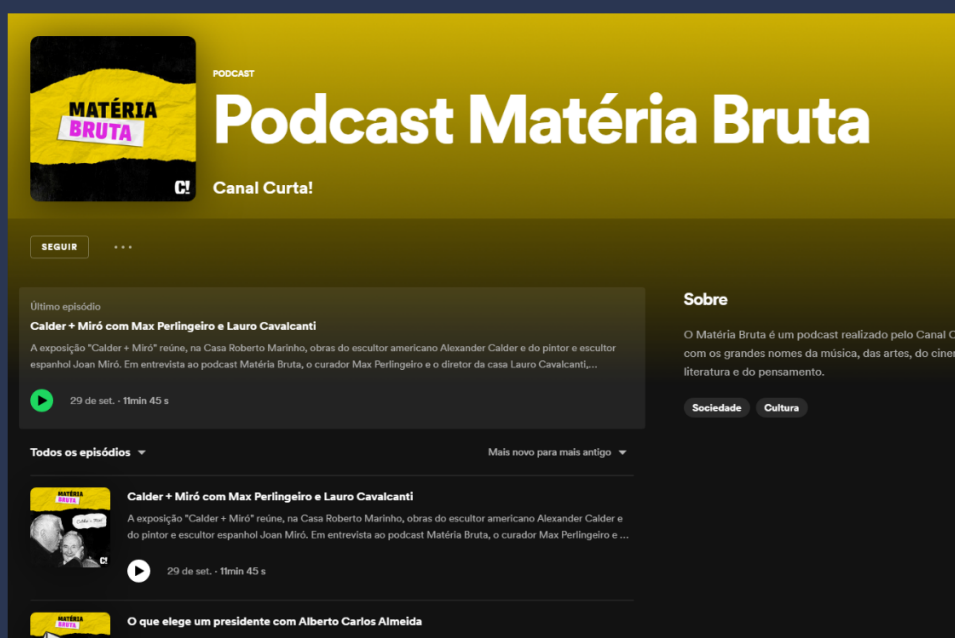 MATÉRIA
BRUTA
C!
PODCAST
Podcast Matéria Bruta
Canal Curta!
SEGUIR
Último episódio
Calder + Miró com Max Perlingeiro e Lauro Cavalcanti
A exposição "Calder + Miró" reúne, na Casa Roberto Marinho, obras do escultor americano Alexander Calder e do pintor e escultor
espanhol Joan Miró. Em entrevista ao podcast Matéria Bruta, o curador Max Perlingeiro e o diretor da casa Lauro Cavalcanti,...
29 de set. · 11min 45 s
Sobre
O Matéria Bruta é um podcast realizado pelo Canal C
com os grandes nomes da música, das artes, do ciner
literatura e do pensamento.
Sociedade
Cultura
Todos os episódios
Mais novo para mais antigo
MATÉRIA
BRUTA
Calder + Miró
C!
Calder + Miró com Max Perlingeiro e Lauro Cavalcanti
A exposição "Calder + Miró" reúne, na Casa Roberto Marinho, obras do escultor americano Alexander Calder e
do pintor e escultor espanhol Joan Miró. Em entrevista ao podcast Matéria Bruta, o curador Max Perlingeiro e ...
29 de set. · 11min 45 s
MATÉRIA
BRUTA
O que elege um presidente com Alberto Carlos Almeida